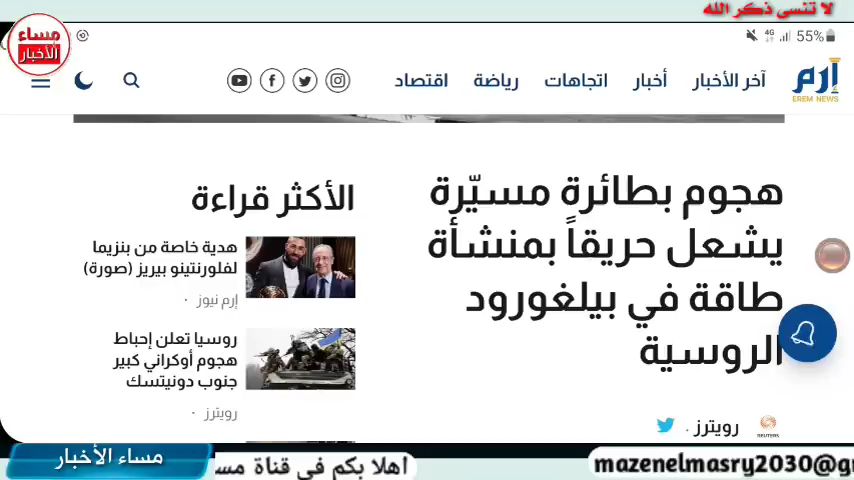 لا تنسى ذكر الله
مساء
الأخبار
4G
55%
إرم
EREM NEWS
آخر الأخبار
أخبار
اتجاهات
رياضة
اقتصاد
هجوم بطائرة مسيّرة
يشعل حريقاً بمنشأة
طاقة في بيلغورود
الروسية
رويترز .
REUTERS
الأكثر قراءة
هدية خاصة من بنزيما
لفلورنتينو بيريز (صورة)
إرم نيوز ·
روسيا تعلن إحباط
هجوم أوكراني كبير
جنوب دونيتسك
رويترز ·
مساء الأخبار
اهلا بكم في قناة مس
mazenelmasry2030@g